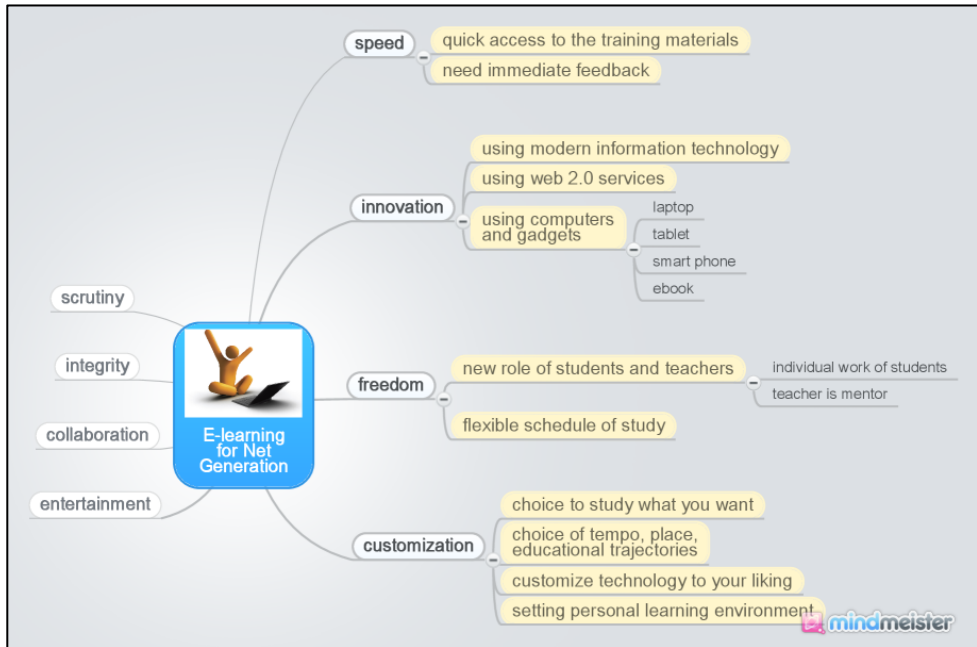 speed
quick access to the training materials
need immediate feedback
innovation
using modern information technology
using web 2.0 services
using computers
and gadgets
laptop
tablet
smart phone
ebook
scrutiny
integrity
collaboration
entertainment
E-learning
for Net
Generation
freedom
new role of students and teachers
individual work of students
teacher is mentor
flexible schedule of study
customization
choice to study what you want
choice of tempo, place,
educational trajectories
customize technology to your liking
setting personal learning environment
mindmeister